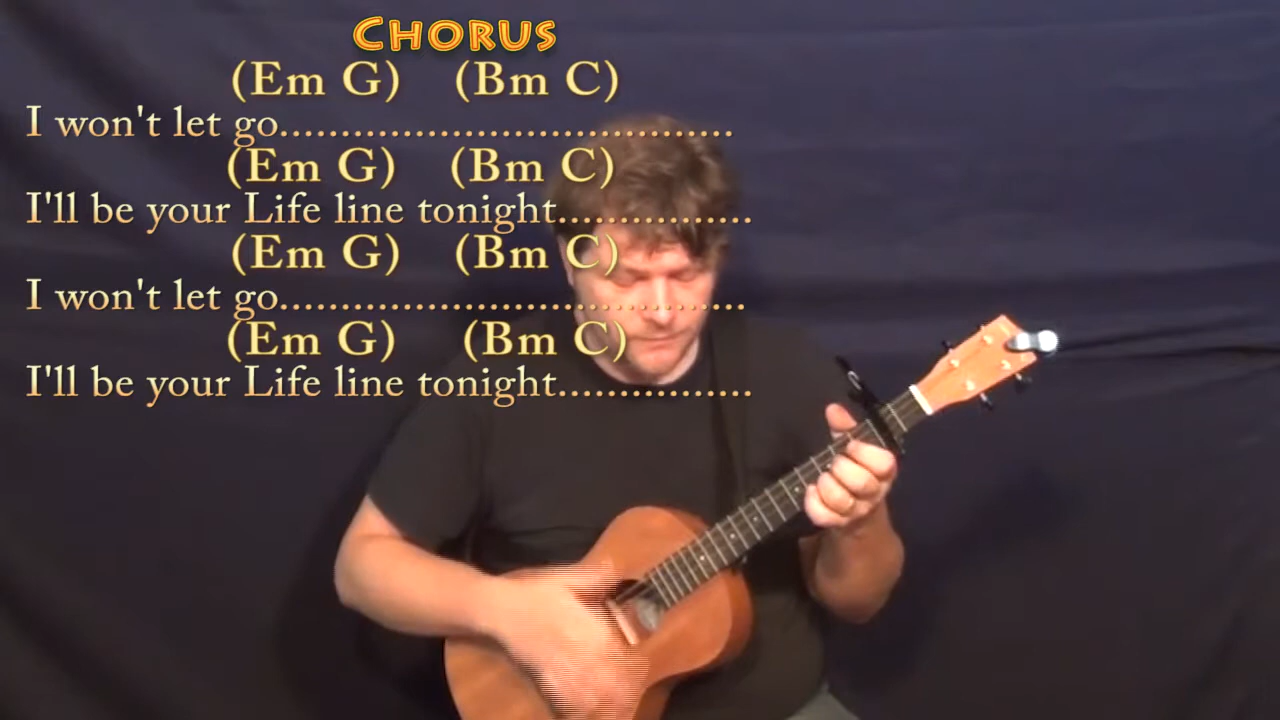 CHORUS
(Em G) (Bm C)
I won't let go.....................................
(Em G) (Bm C)
I'll be your Life line tonight................
(Em G) (Bm C)
I won't let go......................................
(Em G) (Bm C)
I'll be your Life line tonight................